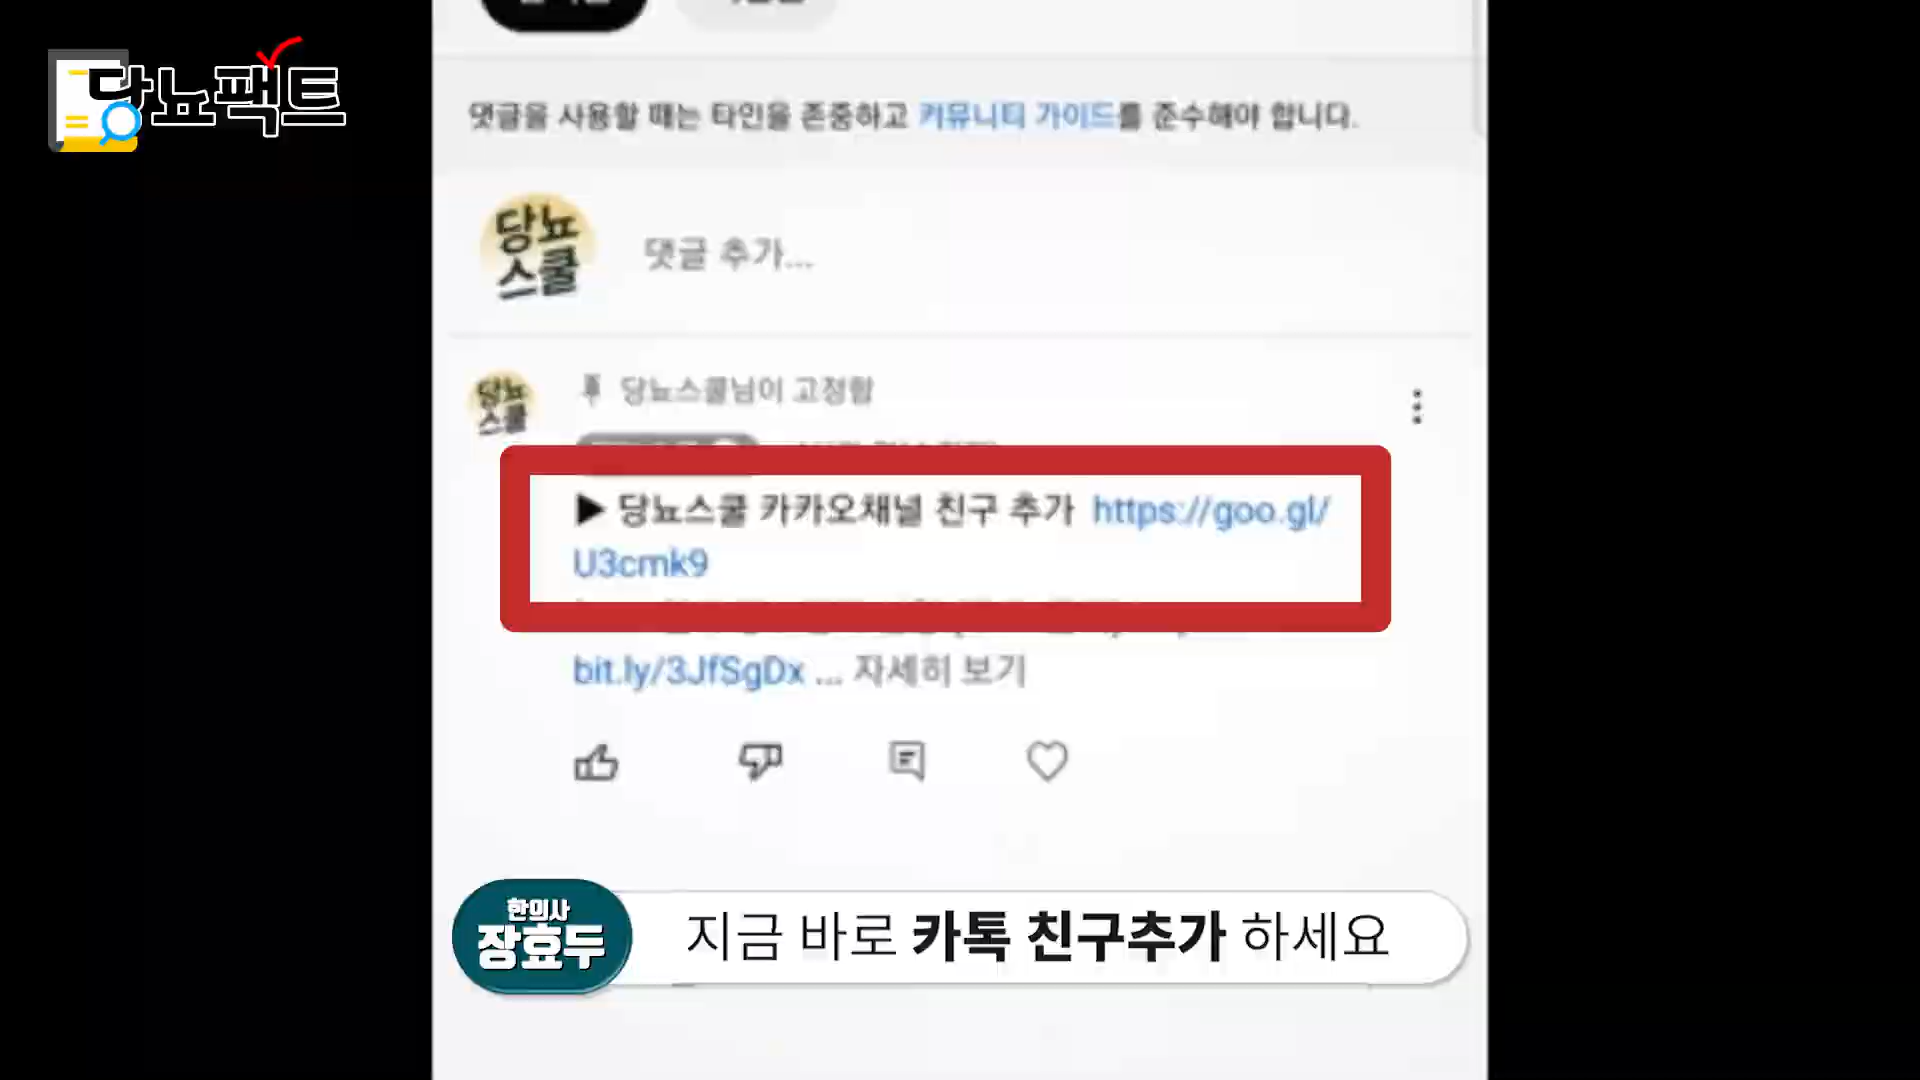 당뇨팩트
댓글을 사용할 때는 타인을 존중하고 커뮤니티 가이드를 준수해야 합니다.
당뇨
스쿨
댓글 추가...
당뇨
스쿨
당뇨스쿨님이 고정함
▶ 당뇨스쿨 카카오채널 친구 추가 https://goo.gl/
U3cmk9
bit.ly/3JfSgDx ... 자세히 보기
한의사
장효두
지금 바로 카톡 친구추가 하세요